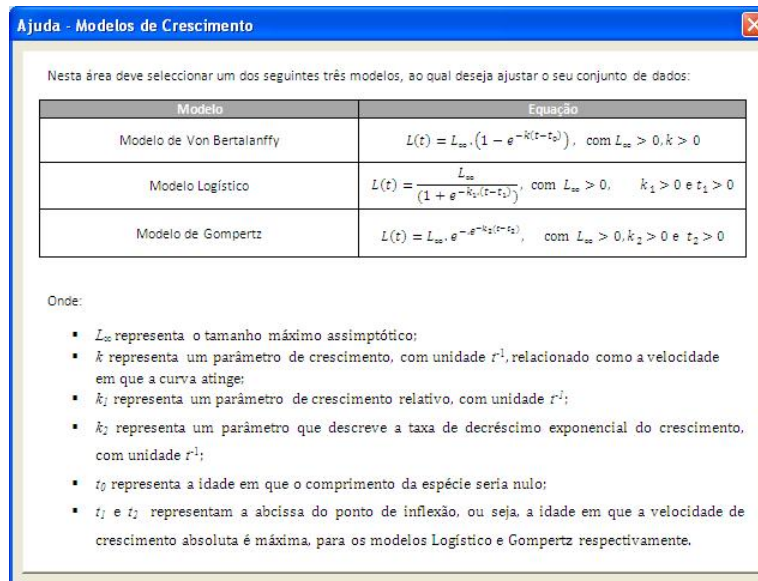 Ajuda - Modelos de Crescimento
Nesta área deve seleccionar um dos seguintes três modelos, ao qual deseja ajustar o seu conjunto de dados:
Modelo Equação
Modelo de Von Bertalanffy L(t) = L∞.(1 − e^{−k(t−t₀)}), com L∞ > 0, k > 0
Modelo Logístico L(t) = L∞/(1 + e^{−k₁.(t−t₁)}), com L∞ > 0, k₁ > 0 e t₁ > 0
Modelo de Gompertz L(t) = L∞.e^{−.e^{−k₂(t−t₂)}}, com L∞ > 0, k₂ > 0 e t₂ > 0
Onde:
▪ L∞ representa o tamanho máximo assimptótico;
▪ k representa um parâmetro de crescimento, com unidade t⁻¹, relacionado como a velocidade
em que a curva atinge;
▪ k₁ representa um parâmetro de crescimento relativo, com unidade t⁻¹;
▪ k₂ representa um parâmetro que descreve a taxa de decréscimo exponencial do crescimento,
com unidade t⁻¹;
▪ t₀ representa a idade em que o comprimento da espécie seria nulo;
▪ t₁ e t₂ representam a abcissa do ponto de inflexão, ou seja, a idade em que a velocidade de
crescimento absoluta é máxima, para os modelos Logístico e Gompertz respectivamente.